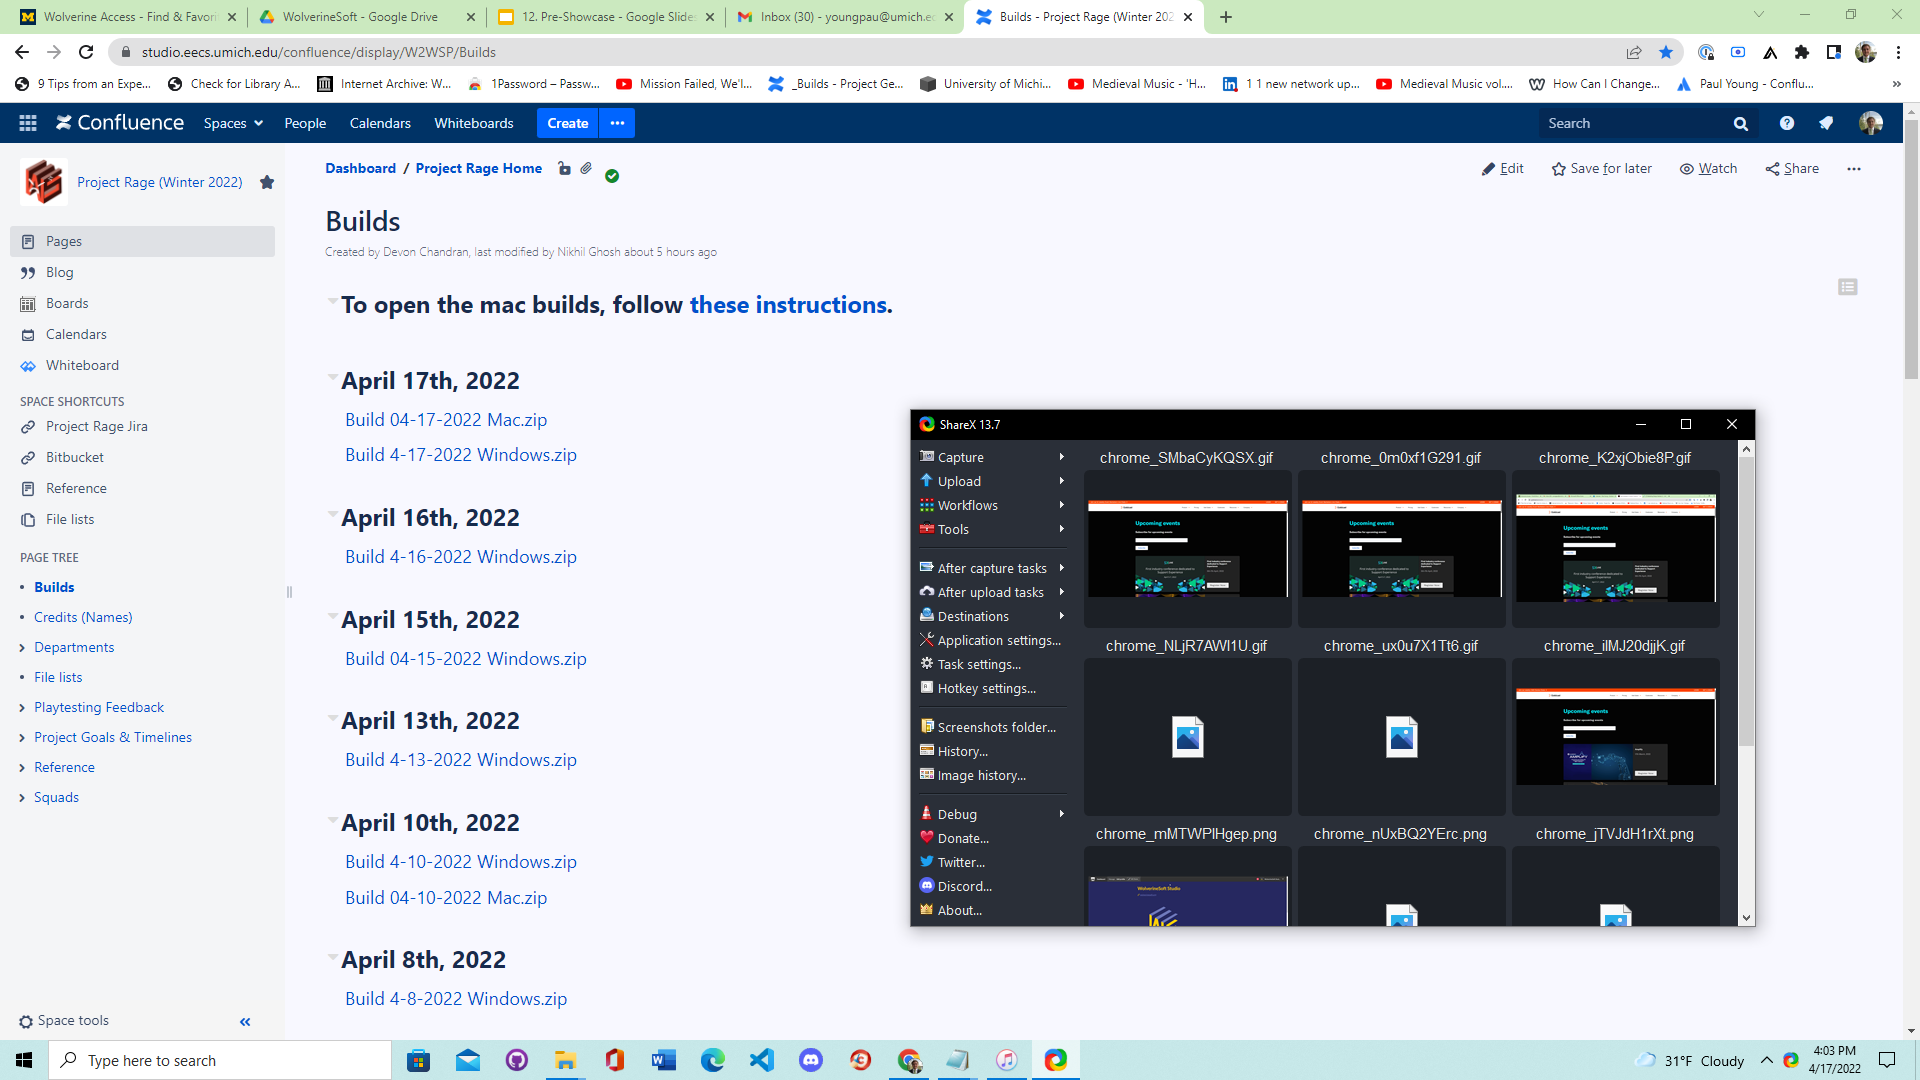 Wolverine Access - Find & Favori
WolverineSoft - Google Drive
12. Pre-Showcase - Google Slides
Inbox (30) - youngpau@umich.ed
Builds - Project Rage (Winter 202
studio.eecs.umich.edu/confluence/display/W2WSP/Builds
9 Tips from an Expe...
Check for Library A...
Internet Archive: W...
1Password – Passw...
Mission Failed, We'l...
_Builds - Project Ge...
University of Michi...
Medieval Music - 'H...
1 1 new network up...
Medieval Music vol....
How Can I Change...
Paul Young - Conflu...
»
Confluence
Spaces
People
Calendars
Whiteboards
Create
Search
Project Rage (Winter 2022)
Pages
Blog
Boards
Calendars
Whiteboard
SPACE SHORTCUTS
Project Rage Jira
Bitbucket
Reference
File lists
PAGE TREE
Builds
Credits (Names)
Departments
File lists
Playtesting Feedback
Project Goals & Timelines
Reference
Squads
Space tools
Dashboard / Project Rage Home
Edit
Save for later
Watch
Share
Builds
Created by Devon Chandran, last modified by Nikhil Ghosh about 5 hours ago
To open the mac builds, follow these instructions.
April 17th, 2022
Build 04-17-2022 Mac.zip
Build 4-17-2022 Windows.zip
April 16th, 2022
Build 4-16-2022 Windows.zip
April 15th, 2022
Build 04-15-2022 Windows.zip
April 13th, 2022
Build 4-13-2022 Windows.zip
April 10th, 2022
Build 4-10-2022 Windows.zip
Build 04-10-2022 Mac.zip
April 8th, 2022
Build 4-8-2022 Windows.zip
ShareX 13.7
Capture
Upload
Workflows
Tools
After capture tasks
After upload tasks
Destinations
Application settings...
Task settings...
Hotkey settings...
Screenshots folder...
History...
Image history...
Debug
Donate...
Twitter...
Discord...
About...
chrome_SMbaCyKQSX.gif
chrome_0m0xf1G291.gif
chrome_K2xjObie8P.gif
Upcoming events
Upcoming events
Upcoming events
chrome_NLjR7AWl1U.gif
chrome_ux0u7X1Tt6.gif
chrome_ilMJ20djjK.gif
Upcoming events
chrome_mMTWPlHgep.png
chrome_nUxBQ2YErc.png
chrome_jTVJdH1rXt.png
WolverineSoft Studio
Type here to search
31°F Cloudy
4:03 PM
4/17/2022